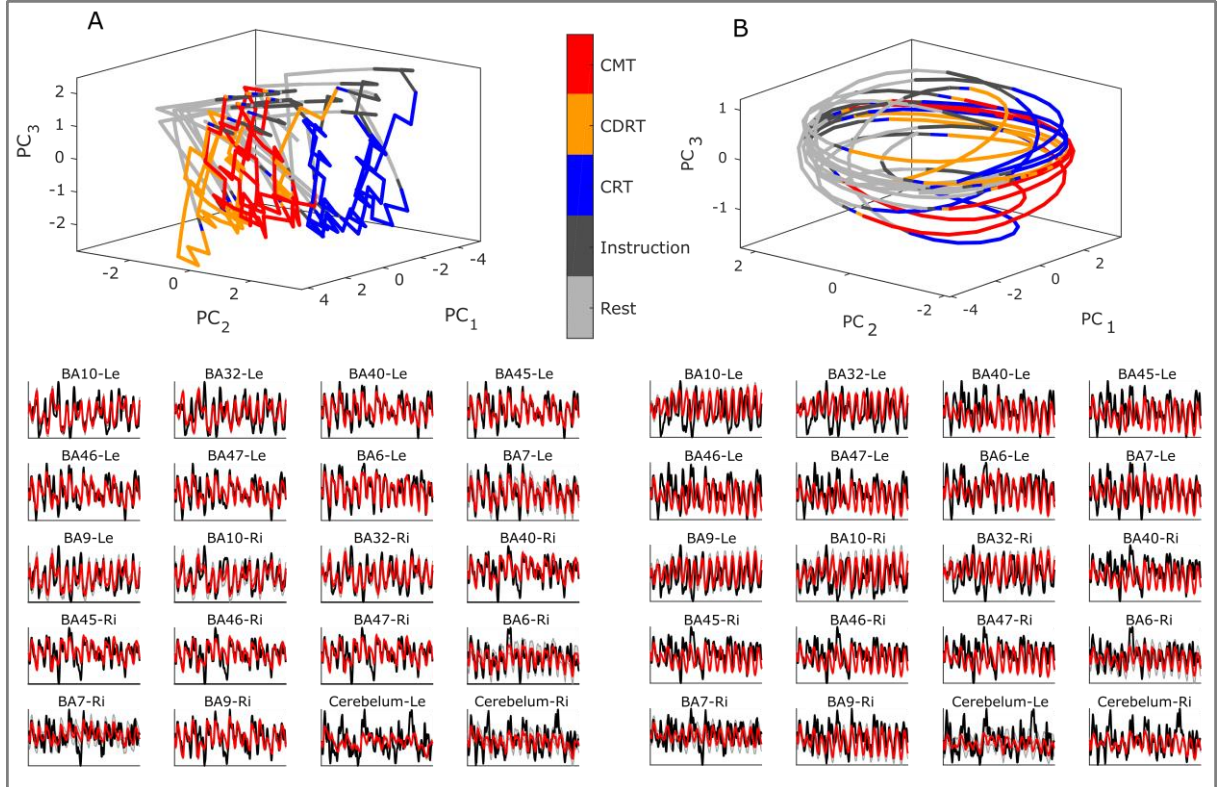 A
B
CMT
CDRT
CRT
Instruction
Rest
PC3
2
1
0
-1
-2
-2
0
2
PC2
4
2
0
-2
-4
PC1
PC3
1
0
-1
2
0
-2
PC2
-4
-2
0
2
PC1
BA10-Le BA32-Le BA40-Le BA45-Le
BA46-Le BA47-Le BA6-Le BA7-Le
BA9-Le BA10-Ri BA32-Ri BA40-Ri
BA45-Ri BA46-Ri BA47-Ri BA6-Ri
BA7-Ri BA9-Ri Cerebelum-Le Cerebelum-Ri
BA10-Le BA32-Le BA40-Le BA45-Le
BA46-Le BA47-Le BA6-Le BA7-Le
BA9-Le BA10-Ri BA32-Ri BA40-Ri
BA45-Ri BA46-Ri BA47-Ri BA6-Ri
BA7-Ri BA9-Ri Cerebelum-Le Cerebelum-Ri